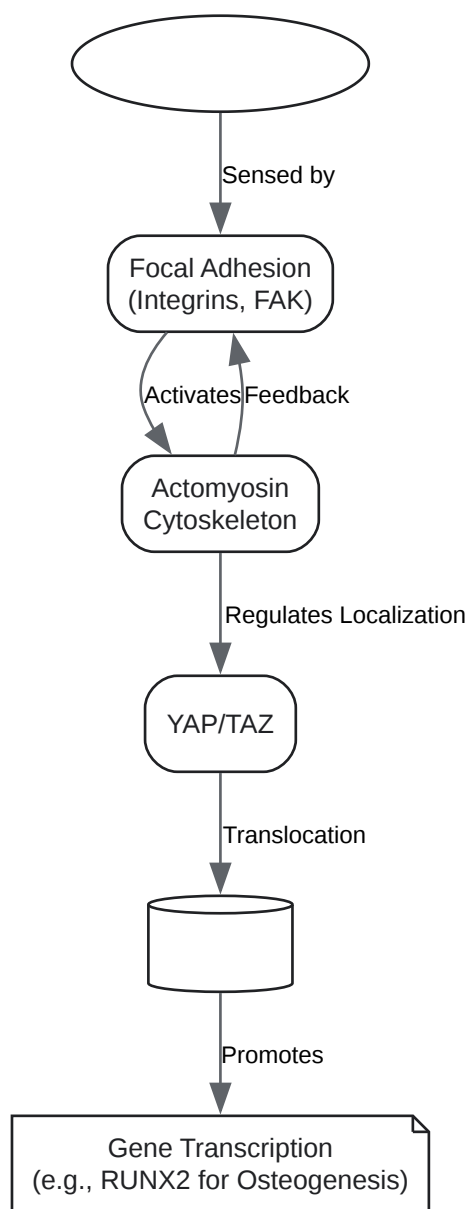 Sensed by
Focal Adhesion
(Integrins, FAK)
Activates
Feedback
Actomyosin
Cytoskeleton
Regulates Localization
YAP/TAZ
Translocation
Promotes
Gene Transcription
(e.g., RUNX2 for Osteogenesis)